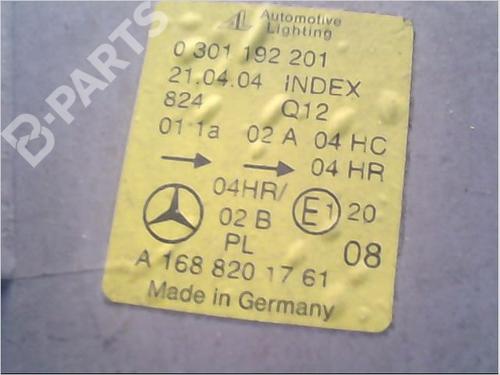 AL Automotive
Lighting
0 301 192 201
21.04.04 INDEX
824 Q12
01 1a 02 A 04 HC
04 HR
04HR/
02 B E1 20
PL 08
A 168 820 17 61
Made in Germany
B-PARTS